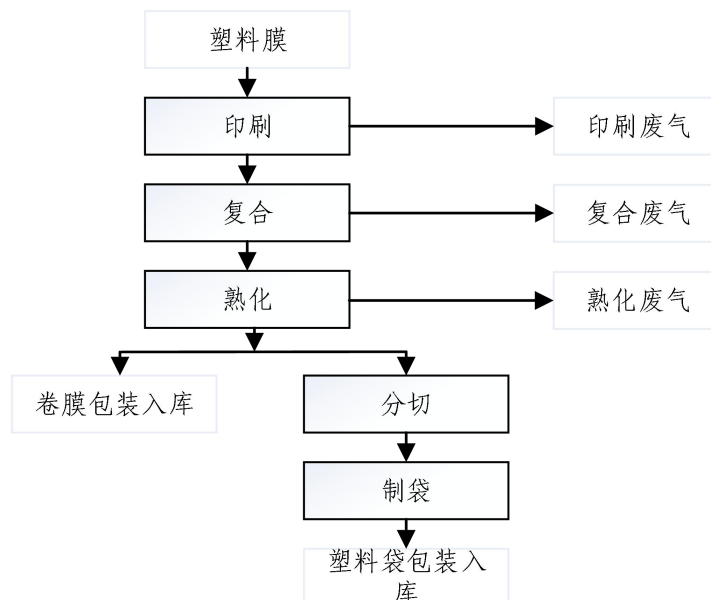 塑料膜
印刷
印刷废气
复合
复合废气
熟化
熟化废气
卷膜包装入库
分切
制袋
塑料袋包装入
库